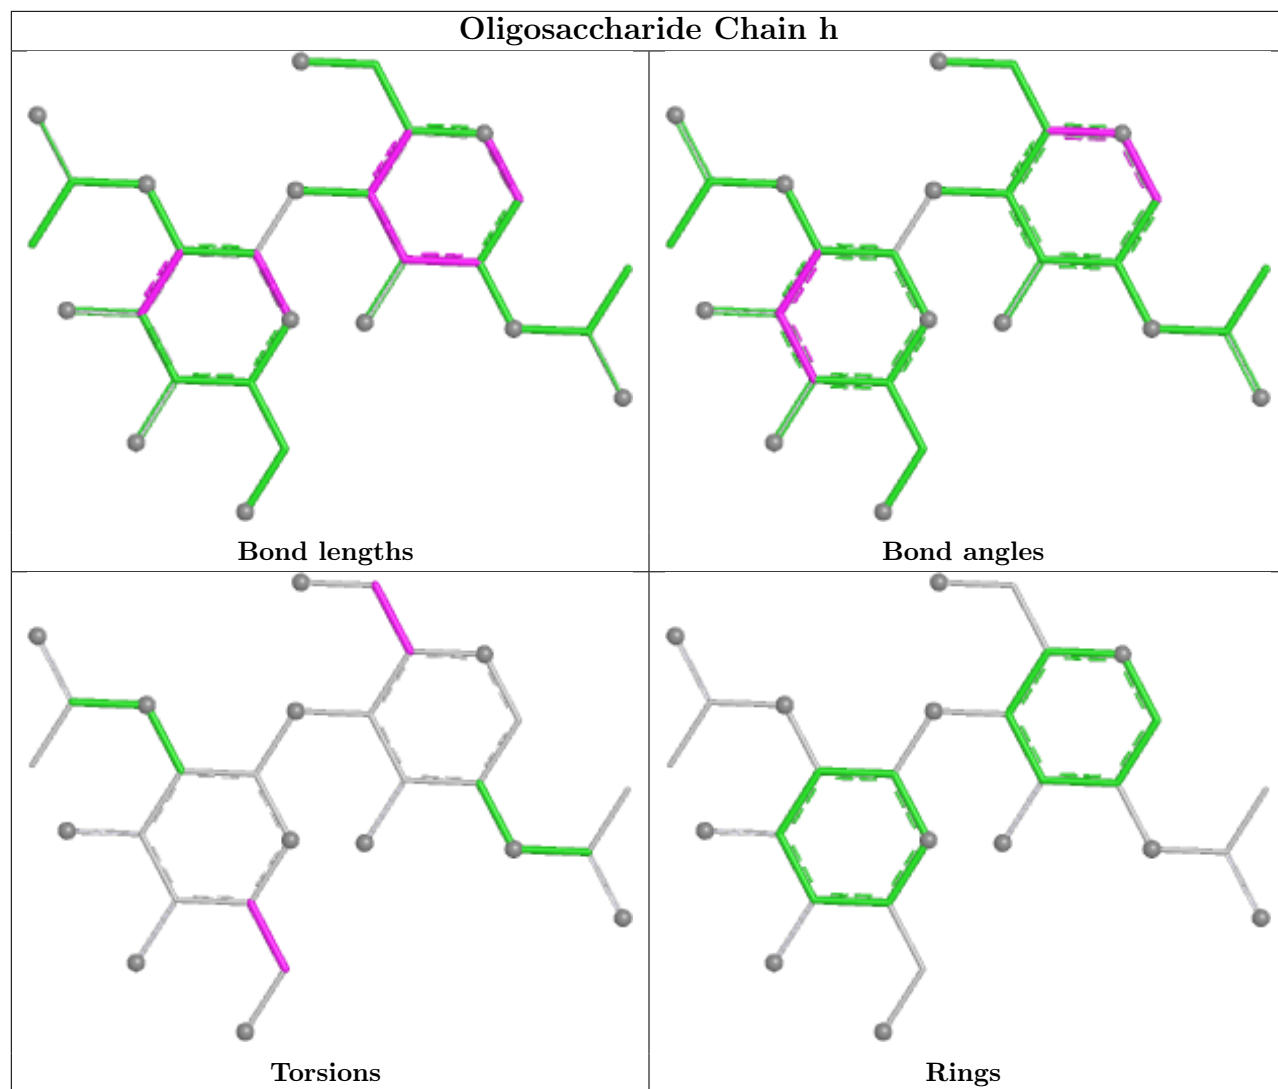 Oligosaccharide Chain h
Bond lengths
Bond angles
Torsions
Rings